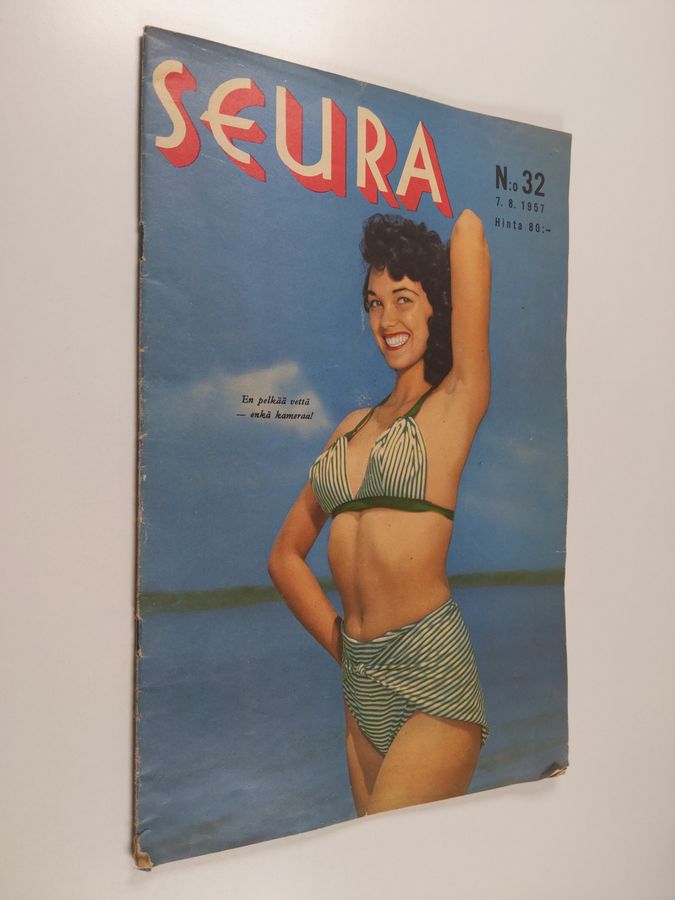 SEURA
N:o 32
7. 8. 1957
Hinta 80:-
En pelkää vettä
— enkä kameraa!